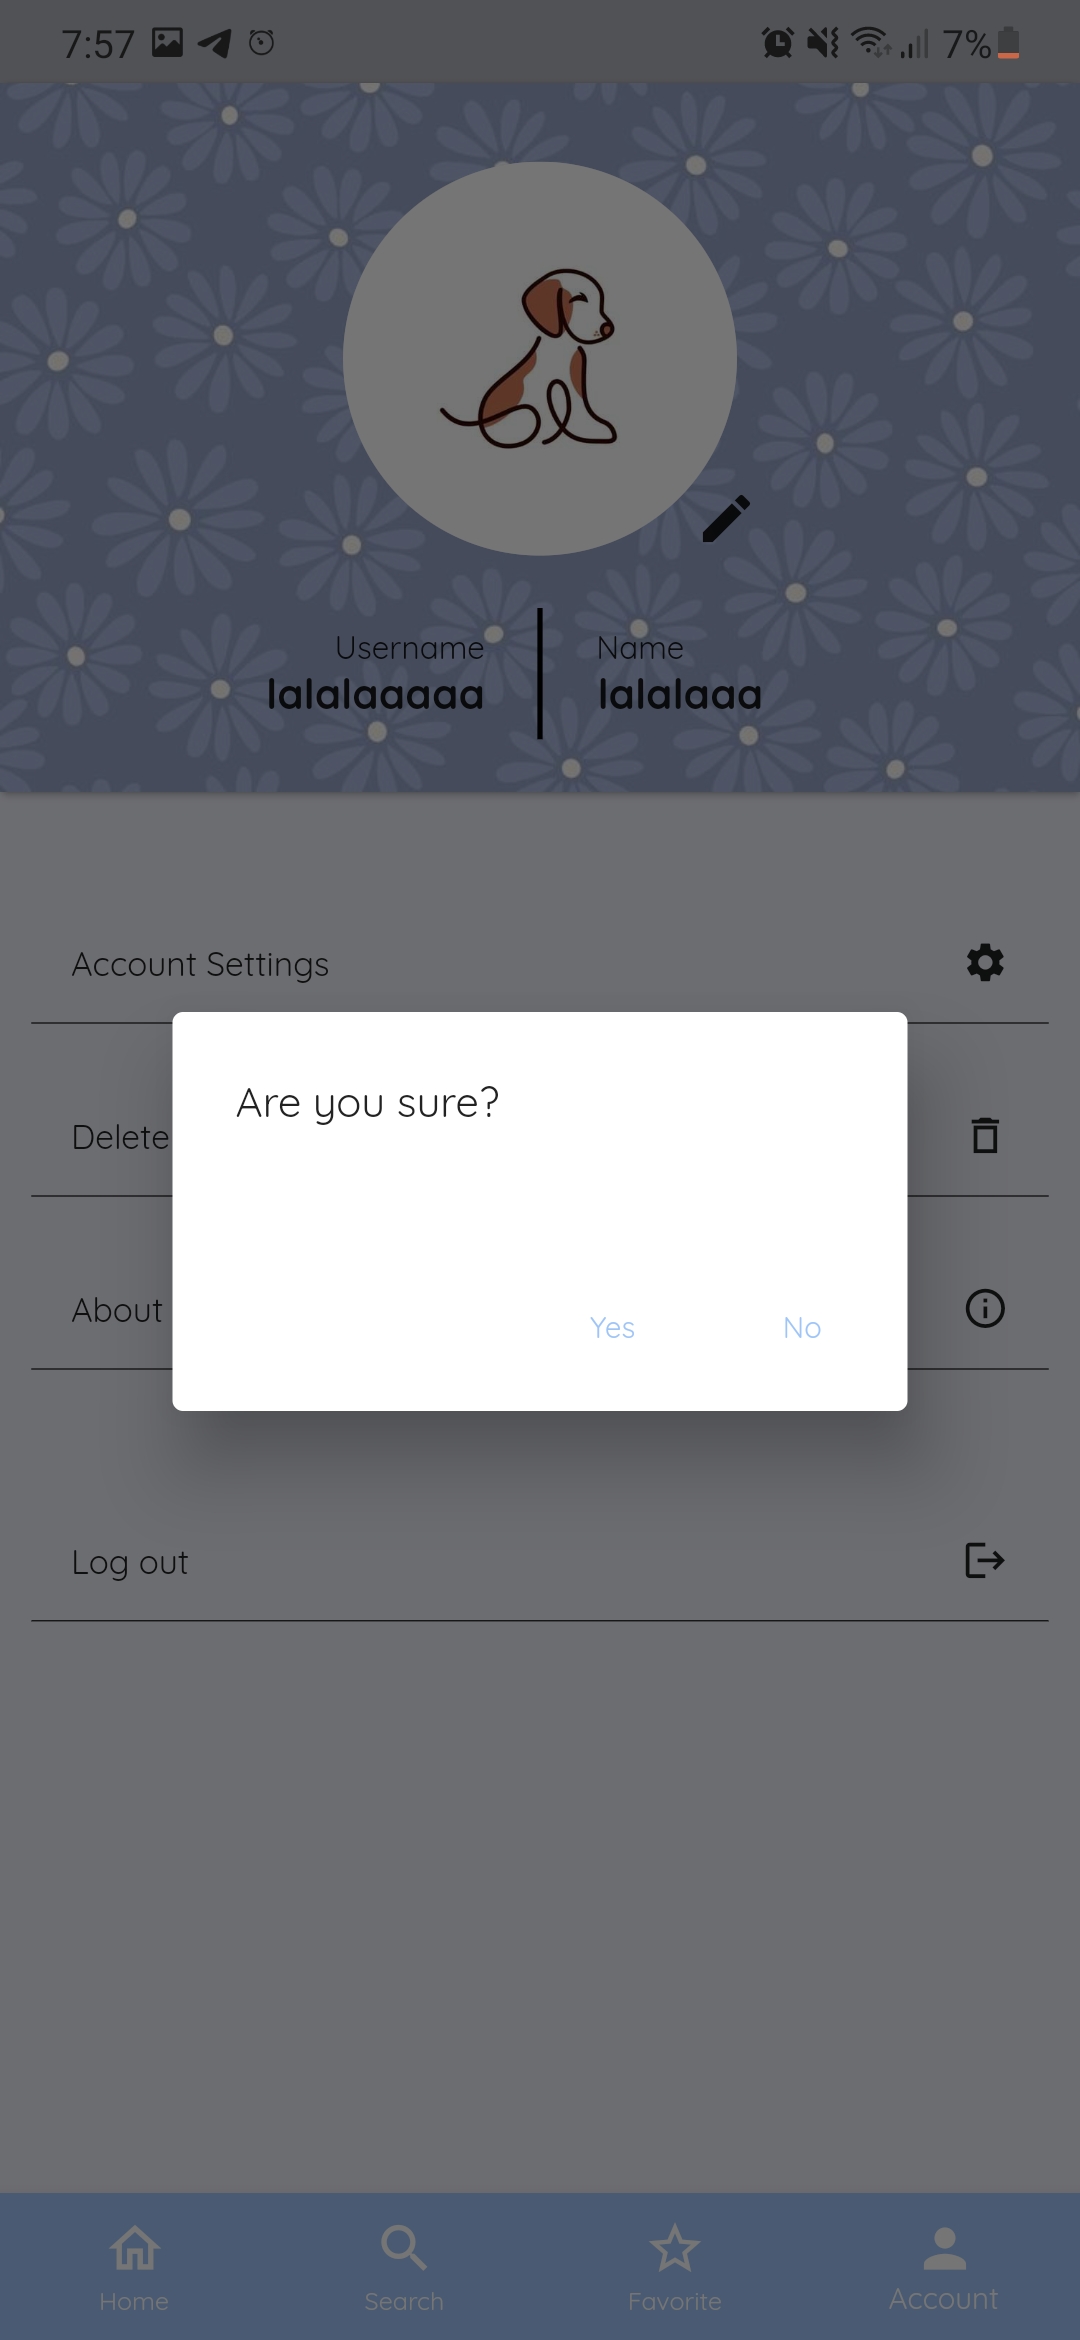 7:57 7%
Username Name
lalalaaaaa lalalaaa
Account Settings
Are you sure?
Delete
About
Yes No
Log out
Home Search Favorite Account